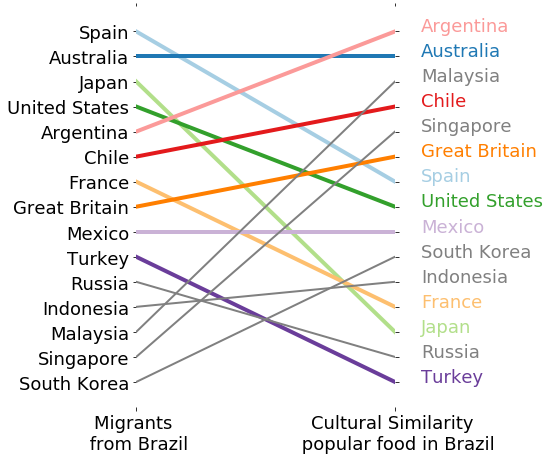 Spain
Australia
Japan
United States
Argentina
Chile
France
Great Britain
Mexico
Turkey
Russia
Indonesia
Malaysia
Singapore
South Korea
Migrants
from Brazil
Argentina
Australia
Malaysia
Chile
Singapore
Great Britain
Spain
United States
Mexico
South Korea
Indonesia
France
Japan
Russia
Turkey
Cultural Similarity
popular food in Brazil